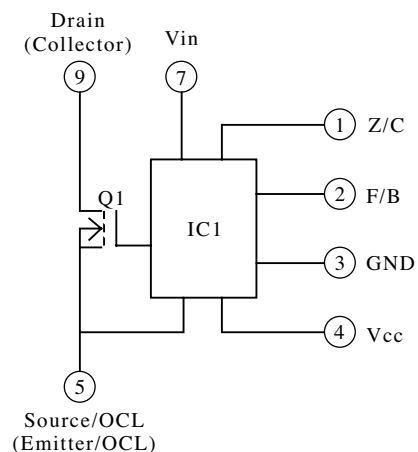 Drain
(Collector)
Vin
9
7
1 Z/C
Q1
2 F/B
IC1
3 GND
4 Vcc
5
Source/OCL
(Emitter/OCL)